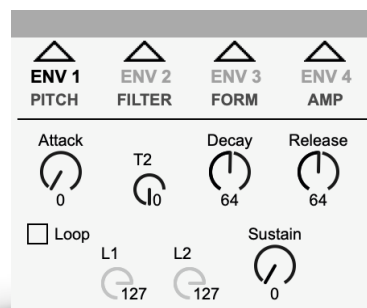 ENV 1 ENV 2 ENV 3 ENV 4
PITCH FILTER FORM AMP
Attack T2 Decay Release
0 0 64 64
Loop L1 L2 Sustain
127 127 0